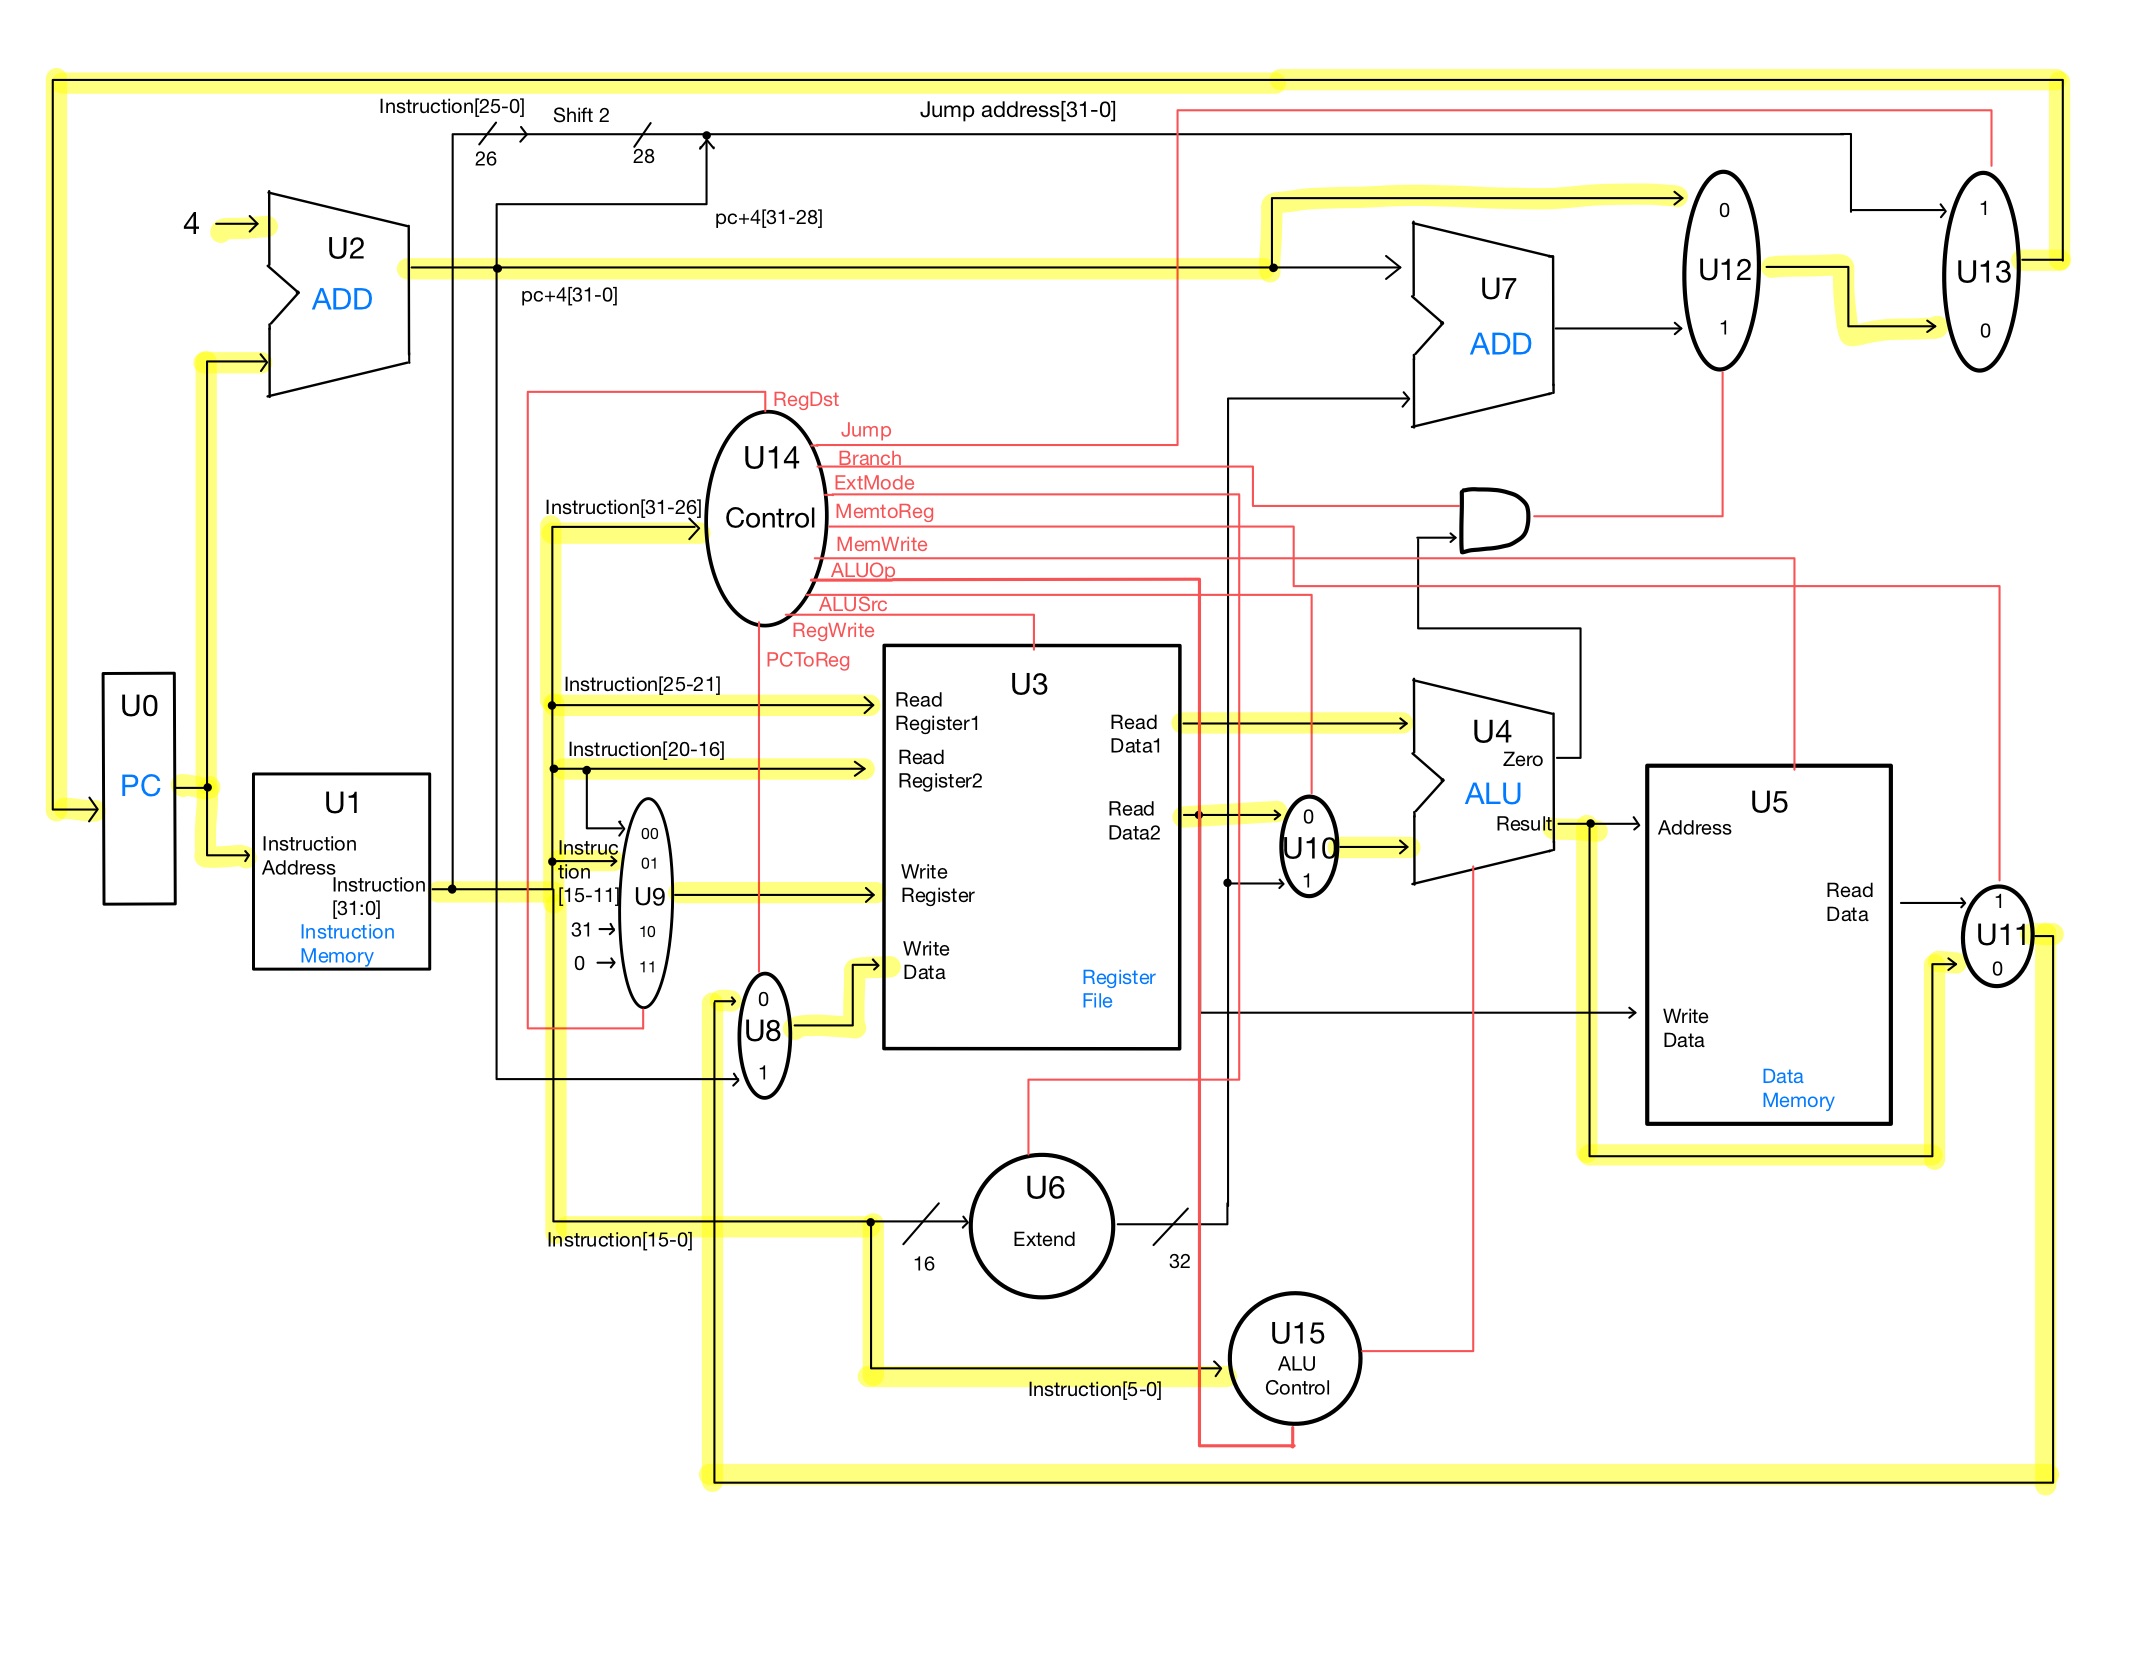 Instruction[25-0]
Shift 2
Jump address[31-0]
26
28
4
pc+4[31-28]
U2
ADD
pc+4[31-0]
U7
ADD
0
U12
1
1
U13
0
RegDst
Jump
Branch
ExtMode
MemtoReg
MemWrite
ALUOp
ALUSrc
RegWrite
PCToReg
U14
Control
Instruction[31-26]
Instruction[25-21]
Instruction[20-16]
Instruc
tion
[15-11]
31
0
00
01
U9
10
11
U0
PC
U1
Instruction
Address
Instruction
[31:0]
Instruction
Memory
U3
Read
Register1
Read
Register2
Write
Register
Write
Data
Read
Data1
Read
Data2
Register
File
0
U8
1
0
U10
1
U4
Zero
ALU
Result
U5
Address
Read
Data
Write
Data
Data
Memory
1
U11
0
Instruction[15-0]
16
U6
Extend
32
U15
ALU
Control
Instruction[5-0]